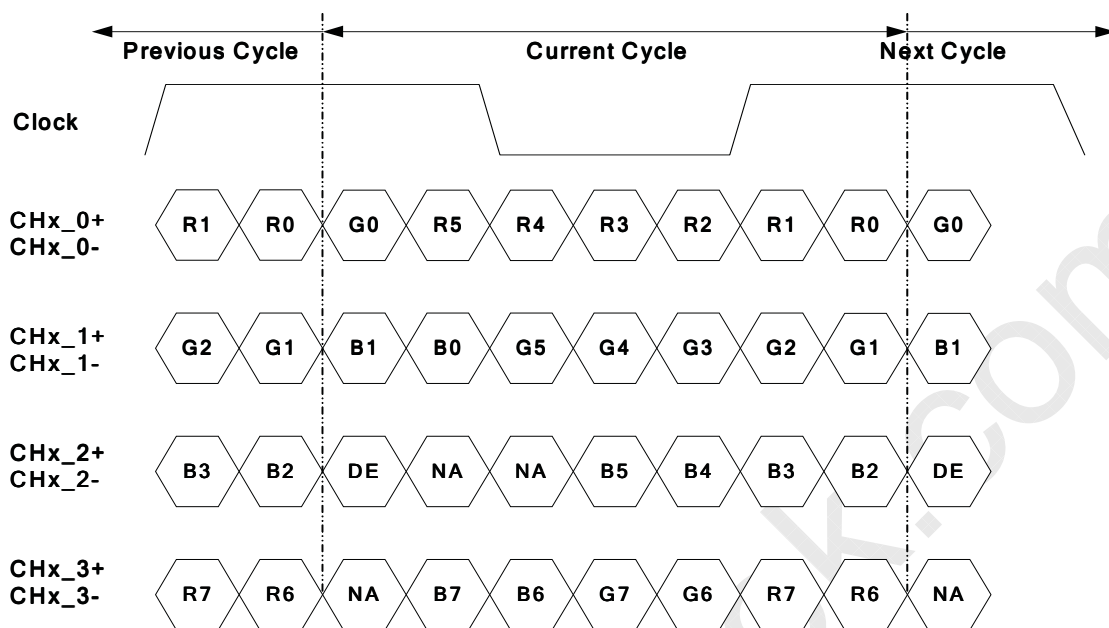 Previous Cycle Current Cycle Next Cycle
Clock
CHx_0+
CHx_0-
R1 R0 G0 R5 R4 R3 R2 R1 R0 G0
CHx_1+
CHx_1-
G2 G1 B1 B0 G5 G4 G3 G2 G1 B1
CHx_2+
CHx_2-
B3 B2 DE NA NA B5 B4 B3 B2 DE
CHx_3+
CHx_3-
R7 R6 NA B7 B6 G7 G6 R7 R6 NA
k.com